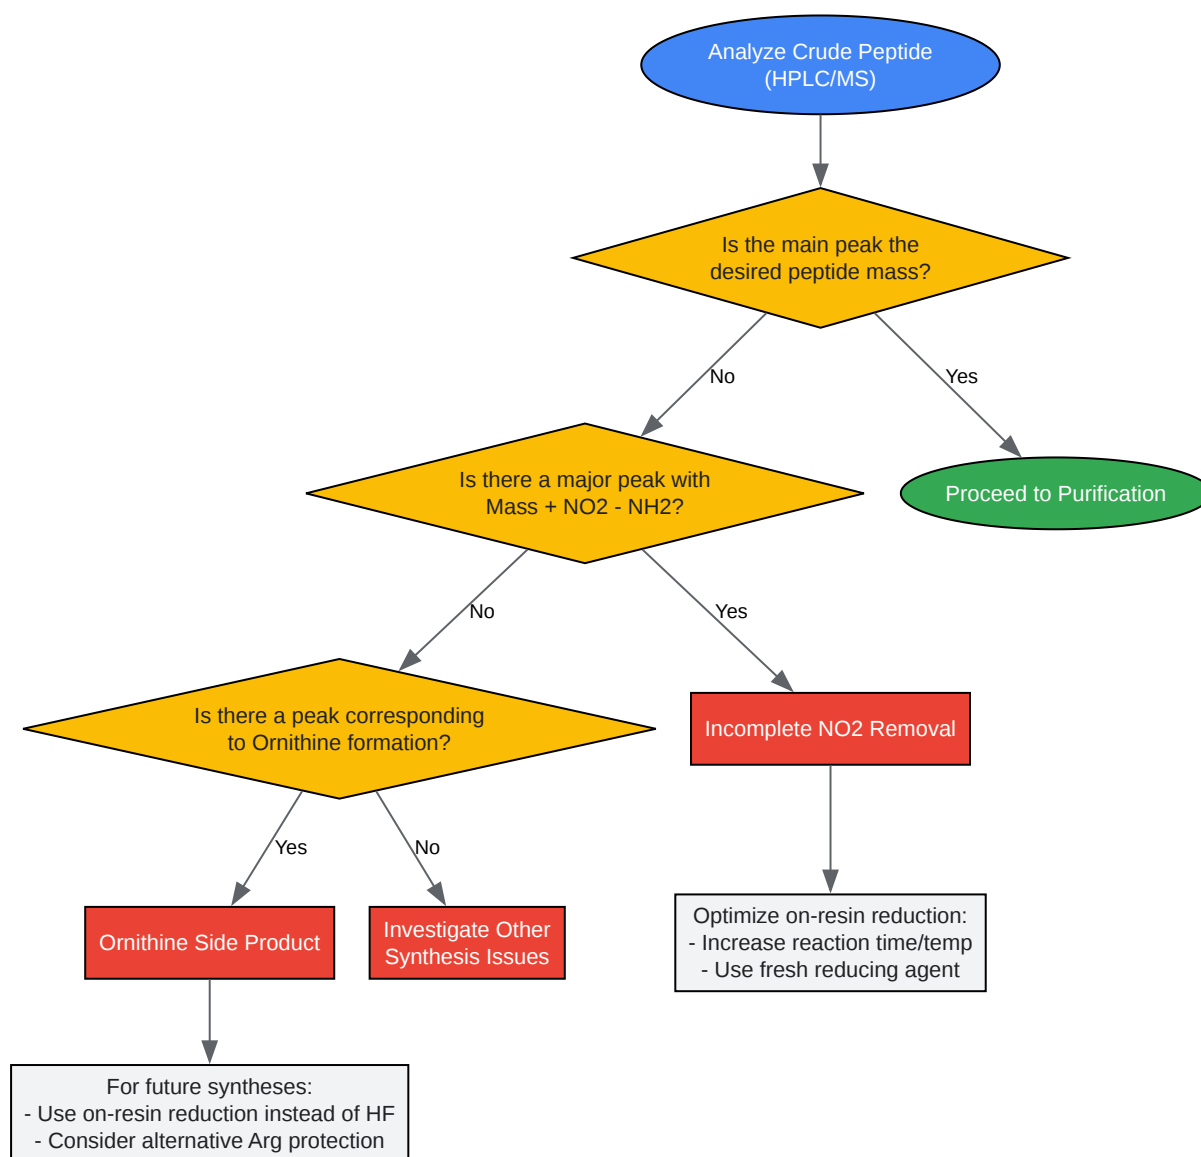 Analyze Crude Peptide
(HPLC/MS)
Is the main peak the
desired peptide mass?
No
Yes
Is there a major peak with
Mass + NO2 - NH2?
Proceed to Purification
No
Yes
Is there a peak corresponding
to Ornithine formation?
Incomplete NO2 Removal
Yes
No
Ornithine Side Product
Investigate Other
Synthesis Issues
Optimize on-resin reduction:
- Increase reaction time/temp
- Use fresh reducing agent
For future syntheses:
- Use on-resin reduction instead of HF
- Consider alternative Arg protection